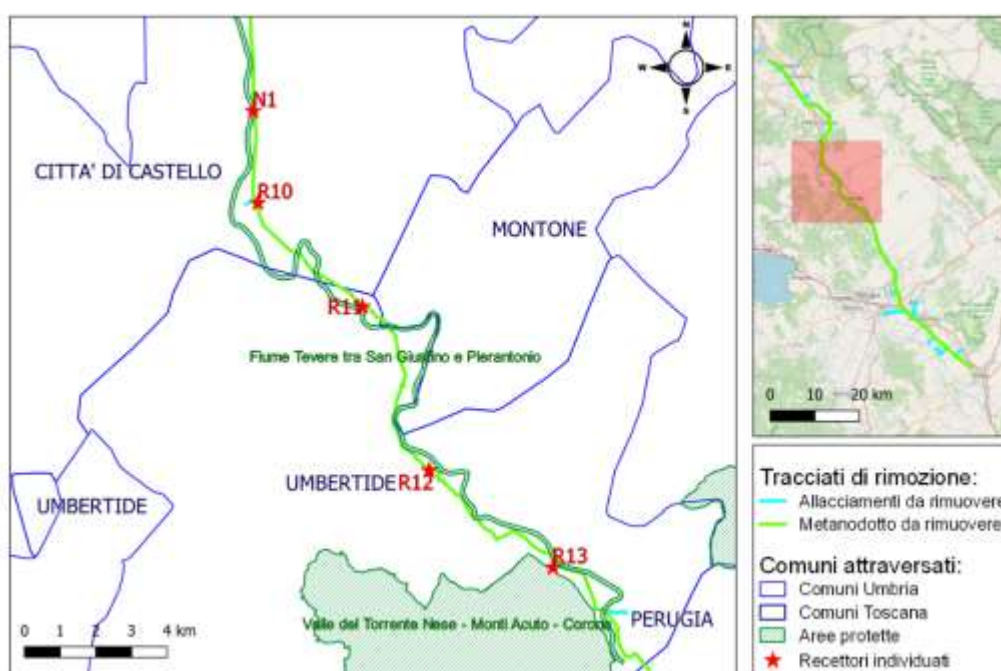 N
W
E
S
N1
CITTA' DI CASTELLO
R10
MONTONE
R11
Fiume Tevere tra San Giustino e Pierantonio
UMBERTIDE
R12
UMBERTIDE
R13
Valle del Torrente Nese - Monti Acuto - Corona
PERUGIA
0 1 2 3 4 km
0 10 20 km
Tracciati di rimozione:
Allacciamenti da rimuovere
Metanodotto da rimuovere
Comuni attraversati:
Comuni Umbria
Comuni Toscana
Aree protette
Recettori individuati